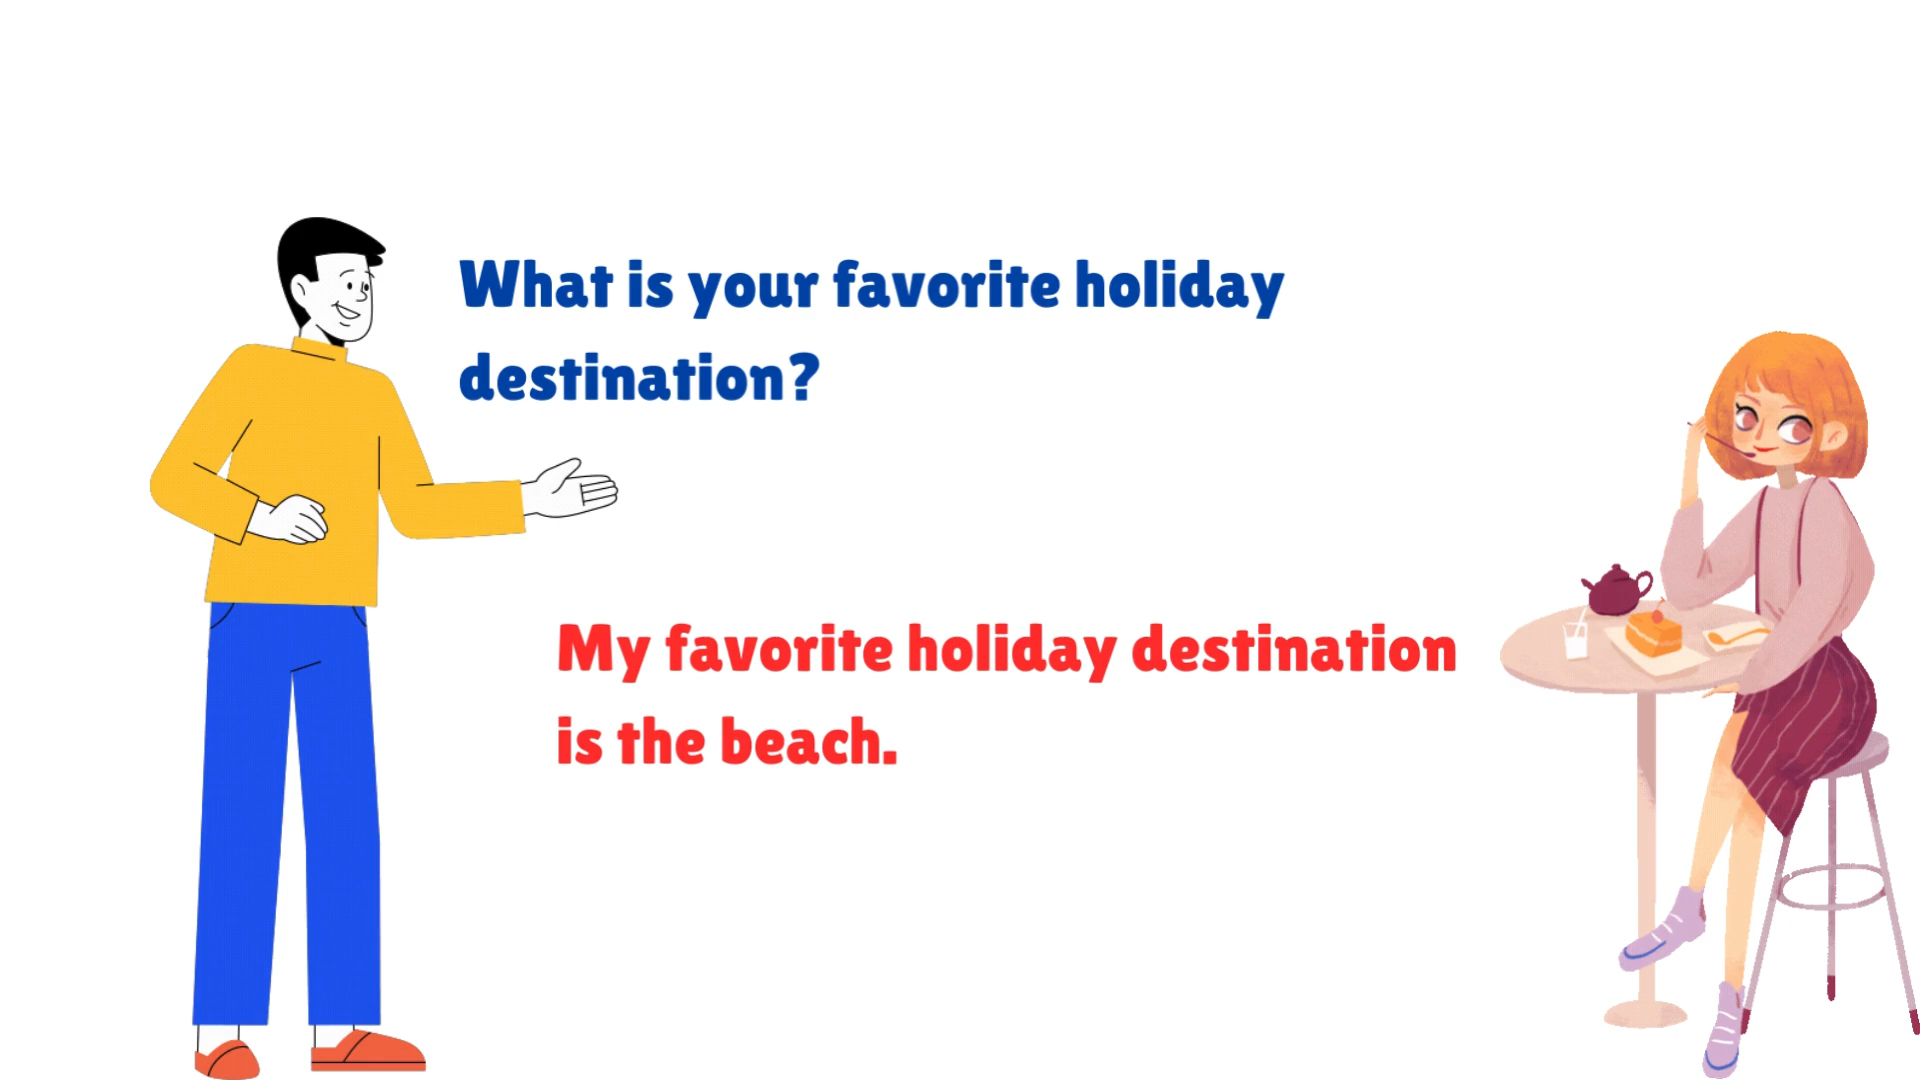 What is your favorite holiday
destination?
My favorite holiday destination
is the beach.